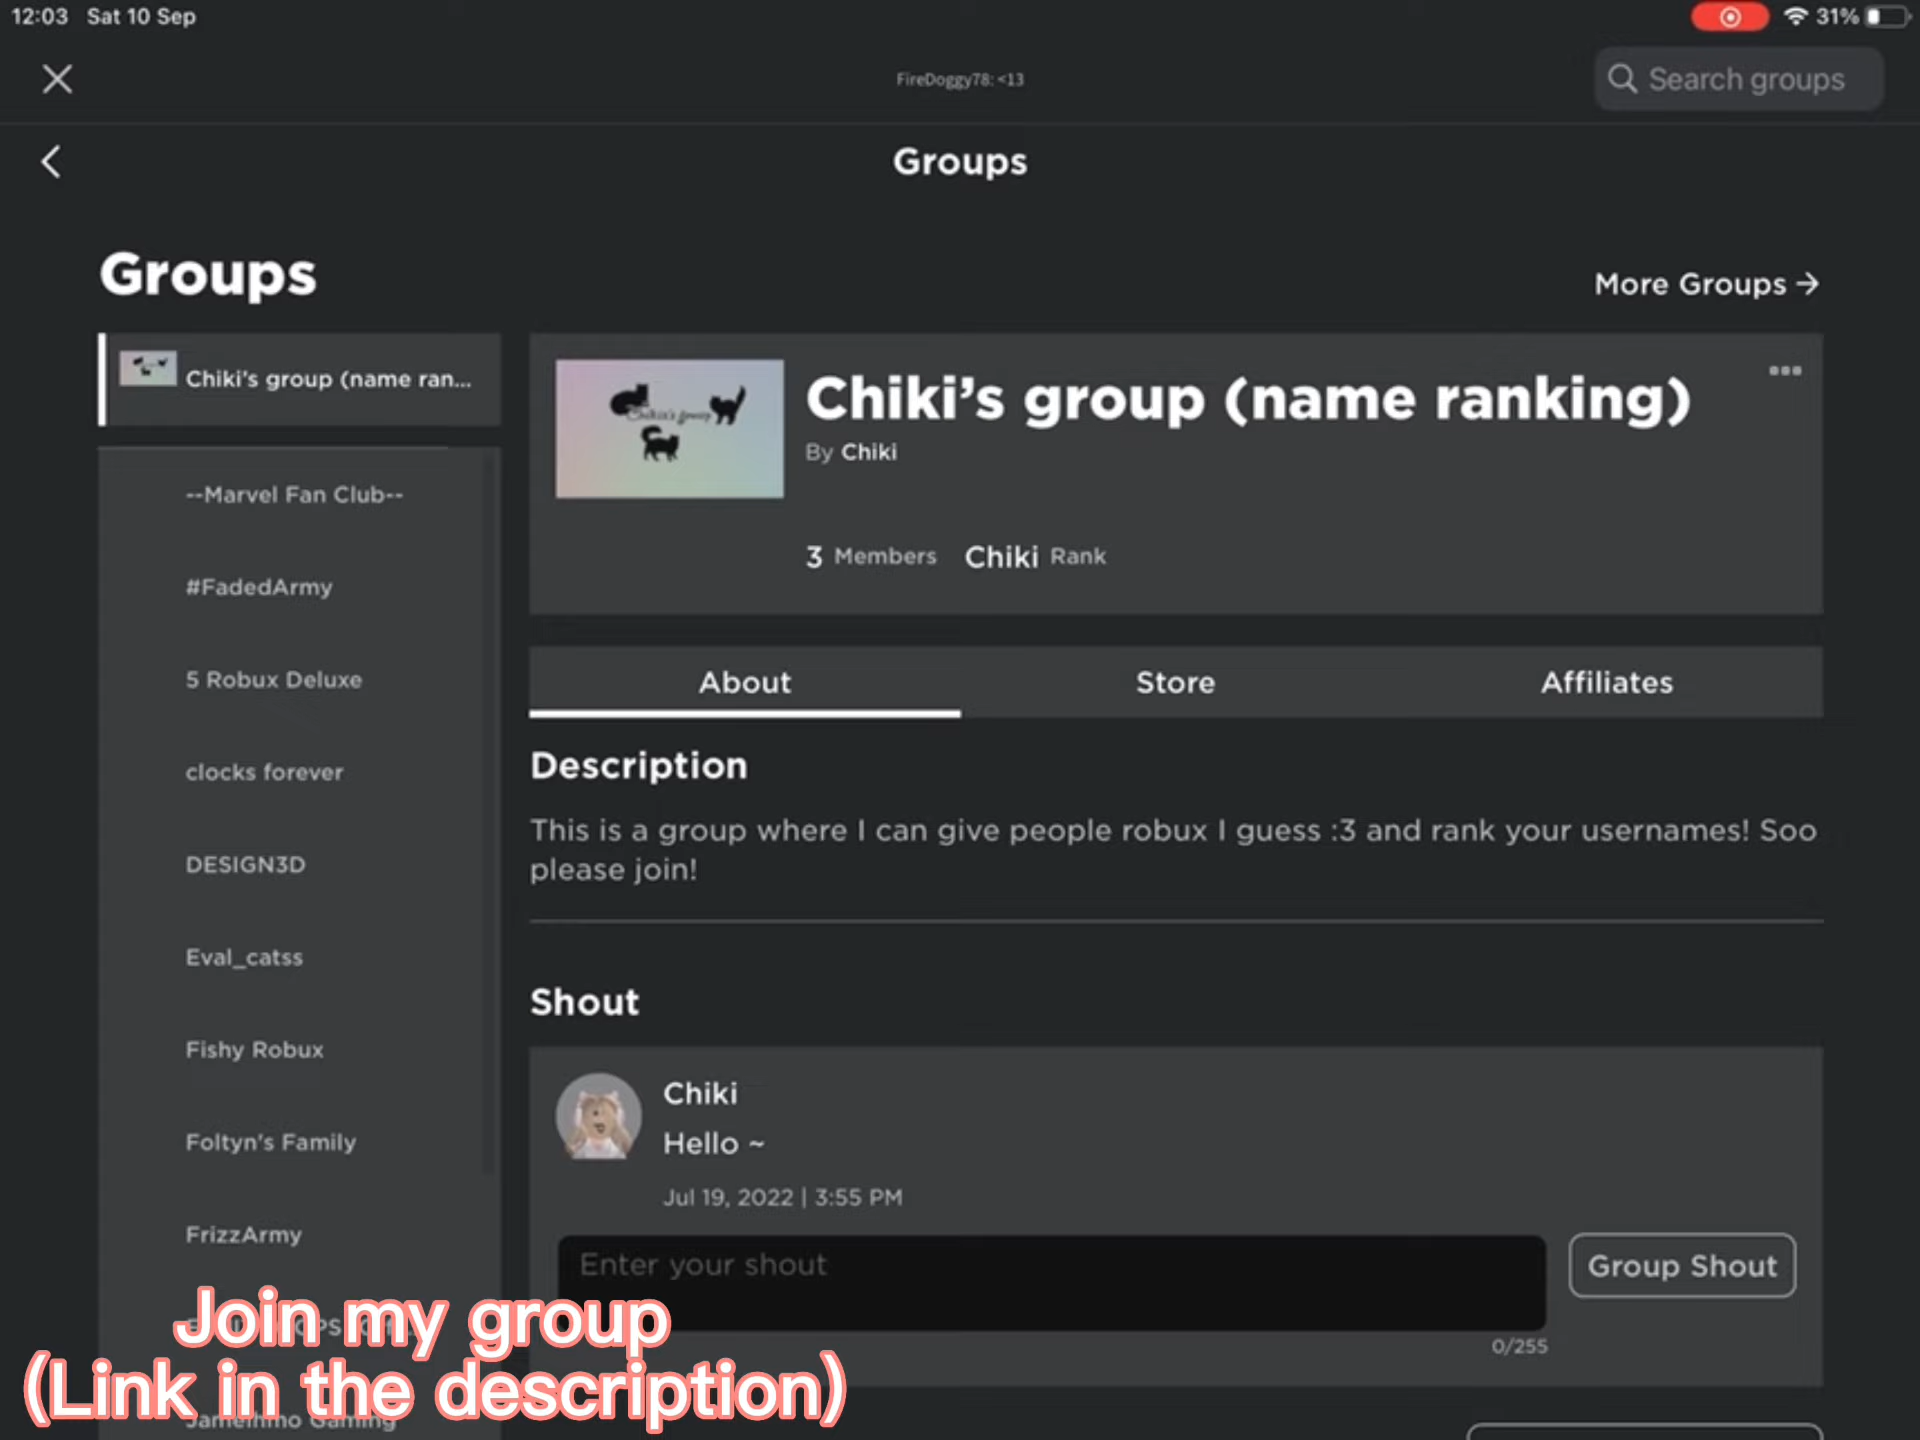 12:03 Sat 10 Sep
31%
FireDoggy78: <13
Search groups
Groups
Groups
More Groups →
Chiki's group (name ran...
Chiki’s group (name ranking)
By Chiki
3 Members Chiki Rank
--Marvel Fan Club--
#FadedArmy
5 Robux Deluxe
clocks forever
DESIGN3D
Eval_catss
Fishy Robux
Foltyn's Family
FrizzArmy
About
Store
Affiliates
Description
This is a group where I can give people robux I guess :3 and rank your usernames! Soo
please join!
Shout
Chiki
Hello ~
Jul 19, 2022 | 3:55 PM
Enter your shout
Group Shout
0/255
Join my group
(Link in the description)
Gaming